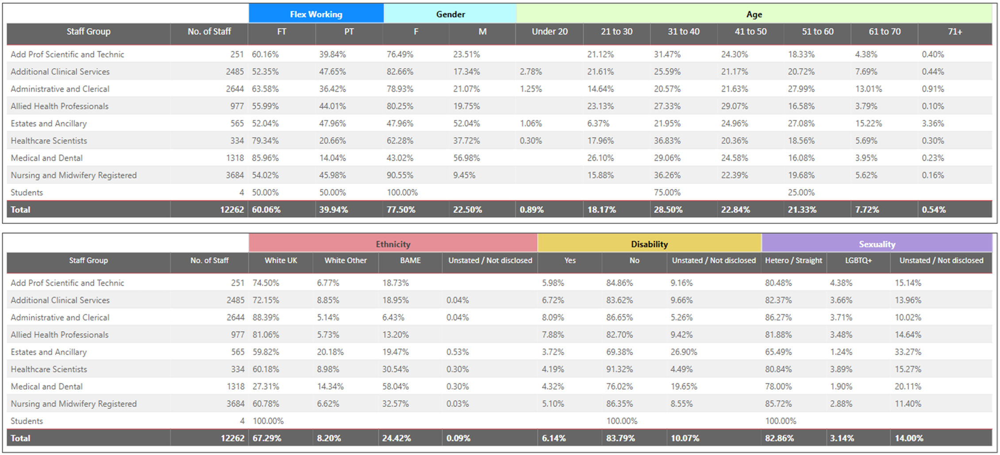 Flex Working Gender Age
Staff Group No. of Staff FT PT F M Under 20 21 to 30 31 to 40 41 to 50 51 to 60 61 to 70 71+
Add Prof Scientific and Technic 251 60.16% 39.84% 76.49% 23.51% 21.12% 31.47% 24.30% 18.33% 4.38% 0.40%
Additional Clinical Services 2485 52.35% 47.65% 82.66% 17.34% 2.78% 21.61% 25.59% 21.17% 20.72% 7.69% 0.44%
Administrative and Clerical 2644 63.58% 36.42% 78.93% 21.07% 1.25% 14.64% 20.57% 21.63% 27.99% 13.01% 0.91%
Allied Health Professionals 977 55.99% 44.01% 80.25% 19.75% 23.13% 27.33% 29.07% 16.58% 3.79% 0.10%
Estates and Ancillary 565 52.04% 47.96% 47.96% 52.04% 1.06% 6.37% 21.95% 24.96% 27.08% 15.22% 3.36%
Healthcare Scientists 334 79.34% 20.66% 62.28% 37.72% 0.30% 17.96% 36.83% 20.36% 18.56% 5.69% 0.30%
Medical and Dental 1318 85.96% 14.04% 43.02% 56.98% 26.10% 29.06% 24.58% 16.08% 3.95% 0.23%
Nursing and Midwifery Registered 3684 54.02% 45.98% 90.55% 9.45% 15.88% 36.26% 22.39% 19.68% 5.62% 0.16%
Students 4 50.00% 50.00% 100.00% 75.00% 25.00%
Total 12262 60.06% 39.94% 77.50% 22.50% 0.89% 18.17% 28.50% 22.84% 21.33% 7.72% 0.54%
Ethnicity Disability Sexuality
Staff Group No. of Staff White UK White Other BAME Unstated / Not disclosed Yes No Unstated / Not disclosed Hetero / Straight LGBTQ+ Unstated / Not disclosed
Add Prof Scientific and Technic 251 74.50% 6.77% 18.73% 5.98% 84.86% 9.16% 80.48% 4.38% 15.14%
Additional Clinical Services 2485 72.15% 8.85% 18.95% 0.04% 6.72% 83.62% 9.66% 82.37% 3.66% 13.96%
Administrative and Clerical 2644 88.39% 5.14% 6.43% 0.04% 8.09% 86.65% 5.26% 86.27% 3.71% 10.02%
Allied Health Professionals 977 81.06% 5.73% 13.20% 7.88% 82.70% 9.42% 81.88% 3.48% 14.64%
Estates and Ancillary 565 59.82% 20.18% 19.47% 0.53% 3.72% 69.38% 26.90% 65.49% 1.24% 33.27%
Healthcare Scientists 334 60.18% 8.98% 30.54% 0.30% 4.19% 91.32% 4.49% 80.84% 3.89% 15.27%
Medical and Dental 1318 27.31% 14.34% 58.04% 0.30% 4.32% 76.02% 19.65% 78.00% 1.90% 20.11%
Nursing and Midwifery Registered 3684 60.78% 6.62% 32.57% 0.03% 5.10% 86.35% 8.55% 85.72% 2.88% 11.40%
Students 4 100.00% 100.00% 100.00%
Total 12262 67.29% 8.20% 24.42% 0.09% 6.14% 83.79% 10.07% 82.86% 3.14% 14.00%